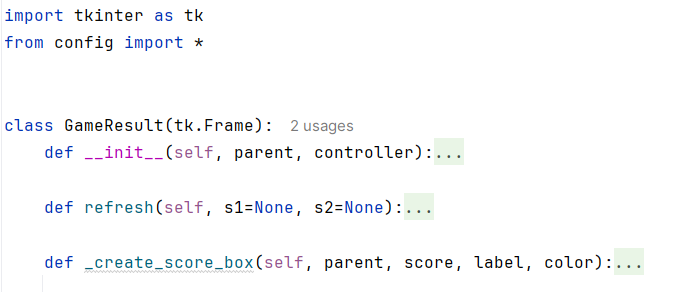 import tkinter as tk
from config import *
class GameResult(tk.Frame): 2 usages
def __init__(self, parent, controller):...
def refresh(self, s1=None, s2=None):...
def _create_score_box(self, parent, score, label, color):...